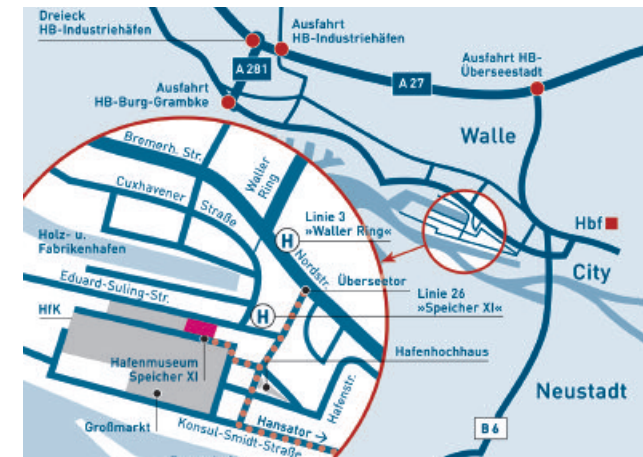 Dreieck
HB-Industriehäfen
Ausfahrt
HB-Industriehäfen
Ausfahrt HB-
Überseestadt
A 281
A 27
Ausfahrt
HB-Burg-Grambke
Walle
Bremerh. Str.
Waller
Ring
Cuxhavener
Straße
Linie 3
»Waller Ring«
H
Hbf
Holz- u.
Fabrikenhafen
Nordstr.
Überseetor
City
Eduard-Suling-Str.
Linie 26
»Speicher XI«
HfK
H
Hafenhochhaus
Hafenmuseum
Speicher XI
Neustadt
Hafenstr.
Großmarkt
Hansator →
Konsul-Smidt-Straße
B 6